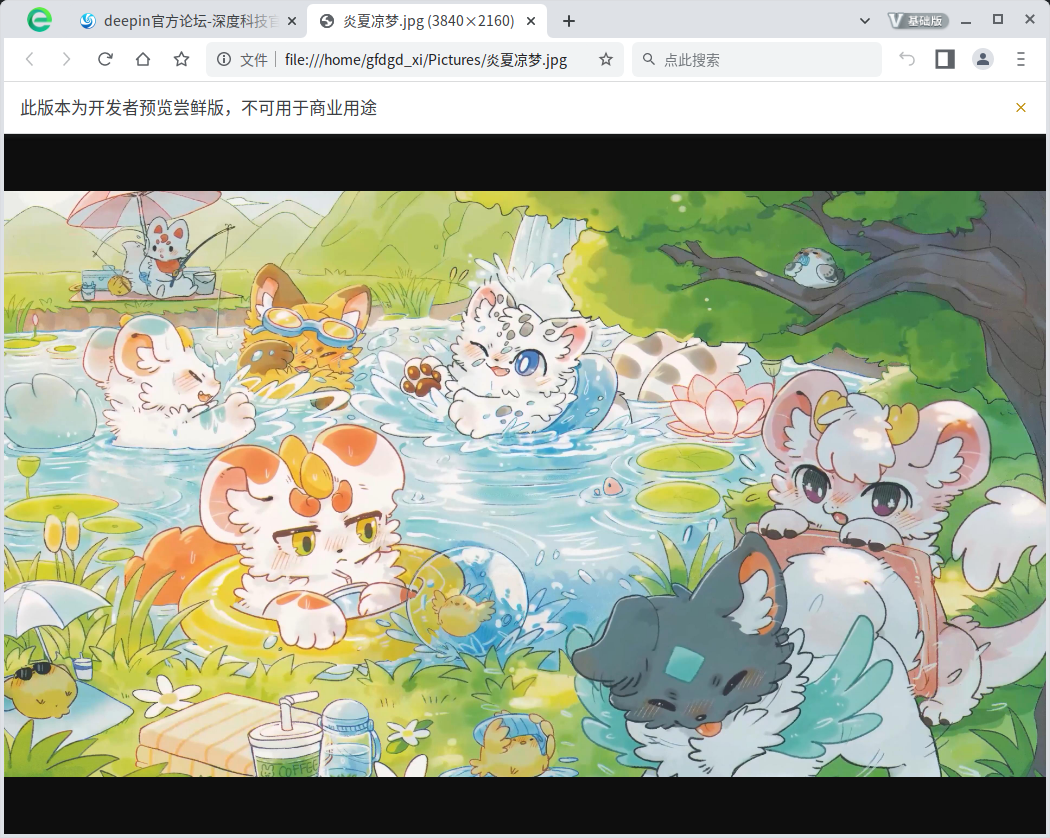 deepin官方论坛-深度科技官
炎夏凉梦.jpg (3840×2160)
V 基础版
文件
file:///home/gfdgd_xi/Pictures/炎夏凉梦.jpg
点此搜索
此版本为开发者预览尝鲜版，不可用于商业用途
COFFEE